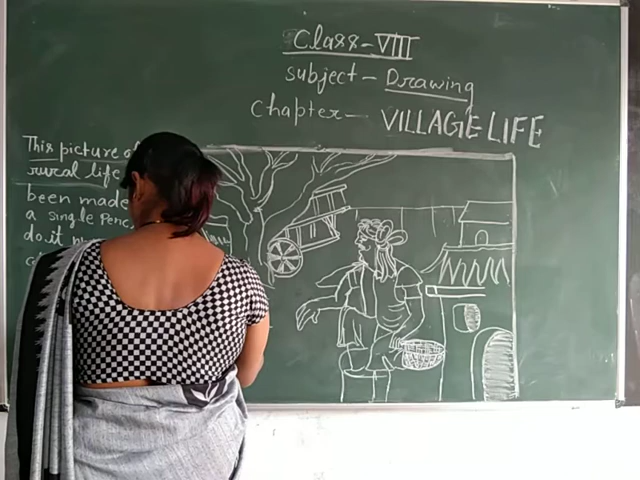 Class-VIII
Subject- Drawing
Chapter- VILLAGE LIFE
This picture of
rural life
been made
a single Penc
do it